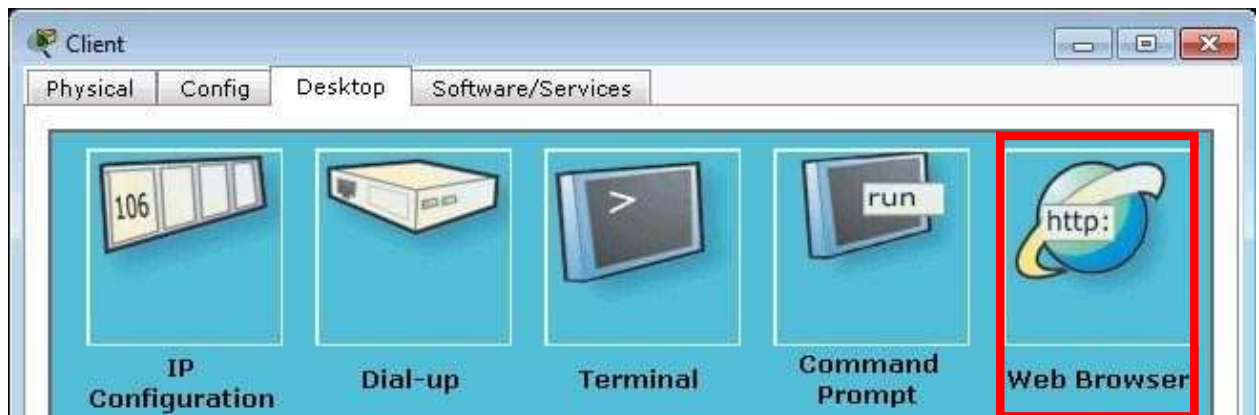 Client
Physical Config Desktop Software/Services
106
>
run
http:
IP
Configuration
Dial-up
Terminal
Command
Prompt
Web Browser